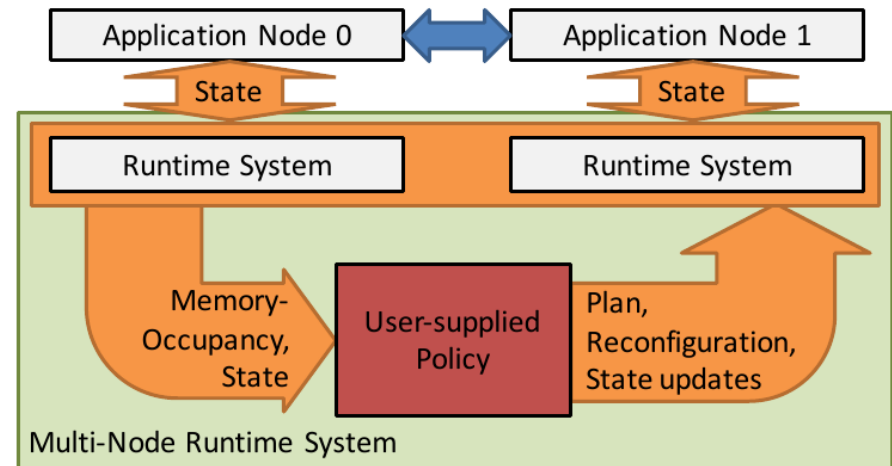 Application Node 0
Application Node 1
State
State
Runtime System
Runtime System
Memory-
Occupancy,
State
User-supplied
Policy
Plan,
Reconfiguration,
State updates
Multi-Node Runtime System